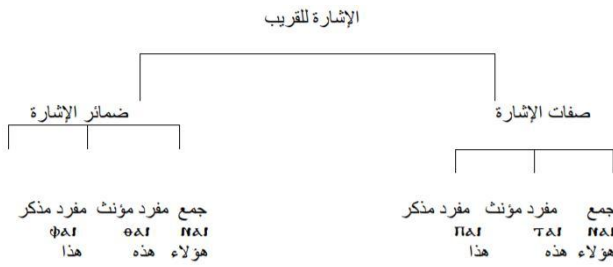 الإشارة للقريب
صفات الإشارة
ضمائر الإشارة
جمع مفرد مؤنث مفرد مذكر
ⲛⲁⲓ ⲧⲁⲓ ⲡⲁⲓ
هؤلاء هذه هذا
جمع مفرد مؤنث مفرد مذكر
ⲛⲁⲓ ⲑⲁⲓ ⲫⲁⲓ
هؤلاء هذه هذا